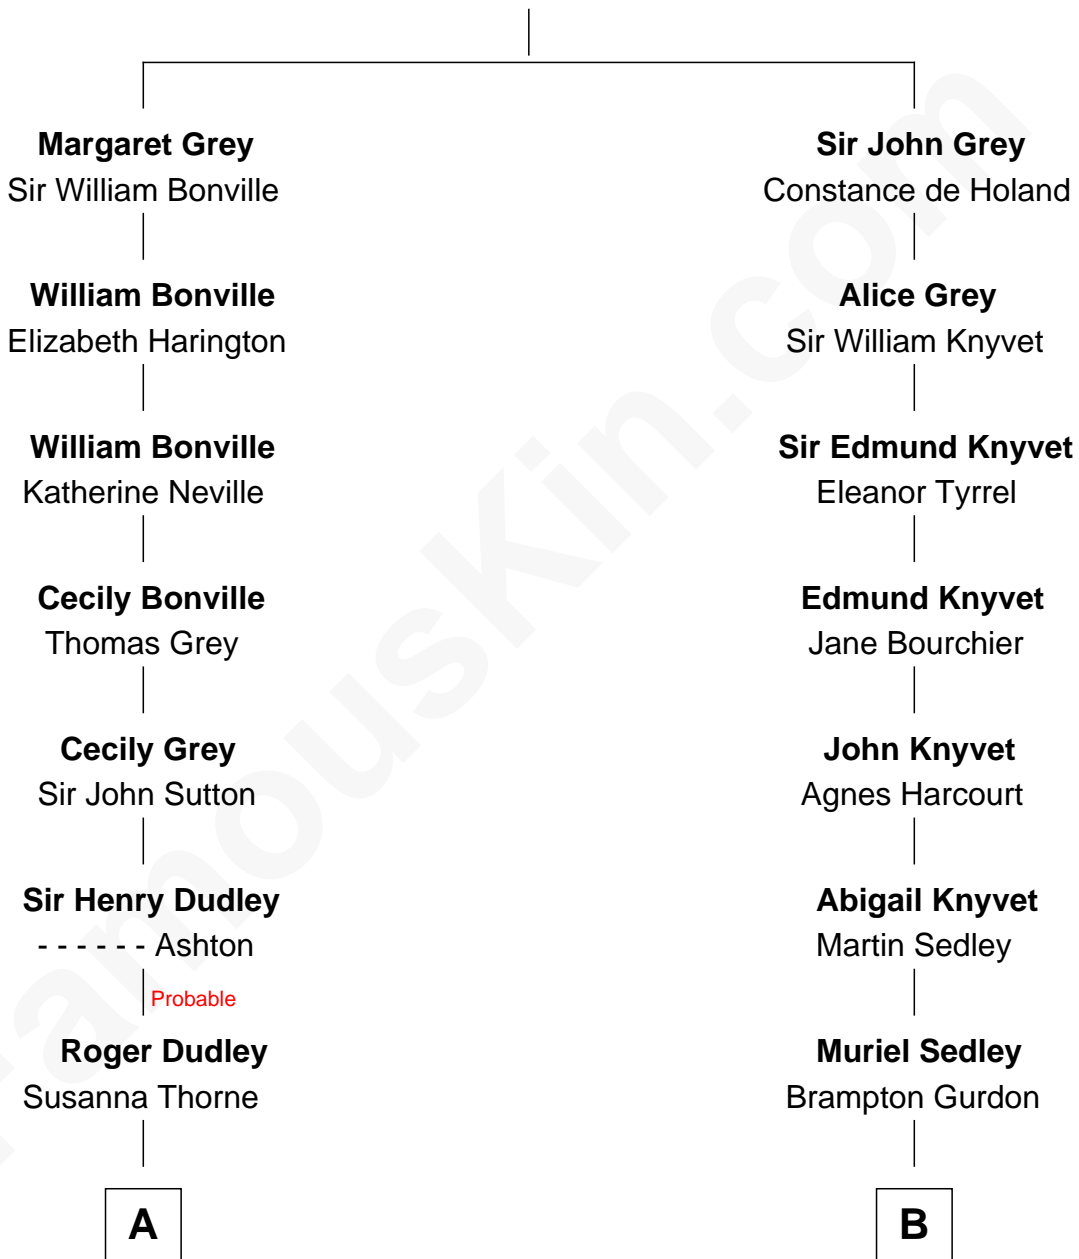 Margaret Grey
Sir William Bonville
William Bonville
Elizabeth Harington
William Bonville
Katherine Neville
Cecily Bonville
Thomas Grey
Cecily Grey
Sir John Sutton
Sir Henry Dudley
- - - - - - Ashton
Probable
Roger Dudley
Susanna Thorne
A
Sir John Grey
Constance de Holand
Alice Grey
Sir William Knyvet
Sir Edmund Knyvet
Eleanor Tyrrel
Edmund Knyvet
Jane Bourchier
John Knyvet
Agnes Harcourt
Abigail Knyvet
Martin Sedley
Muriel Sedley
Brampton Gurdon
B
FamousKin.com